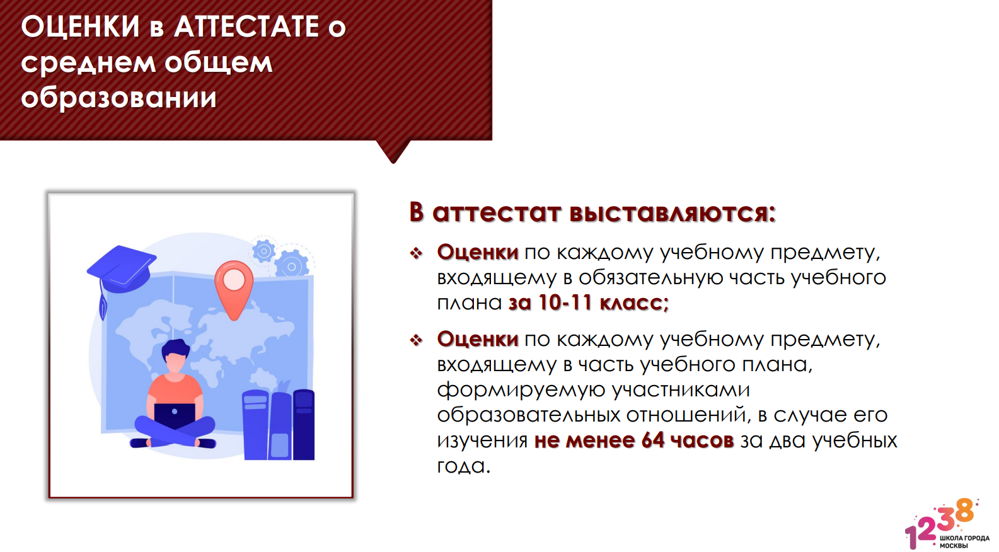 ОЦЕНКИ в АТТЕСТАТЕ о
среднем общем
образовании
В аттестат выставляются:
❖ Оценки по каждому учебному предмету,
входящему в обязательную часть учебного
плана за 10-11 класс;
❖ Оценки по каждому учебному предмету,
входящему в часть учебного плана,
формируемую участниками
образовательных отношений, в случае его
изучения не менее 64 часов за два учебных
года.
1238
ШКОЛА ГОРОДА
МОСКВЫ